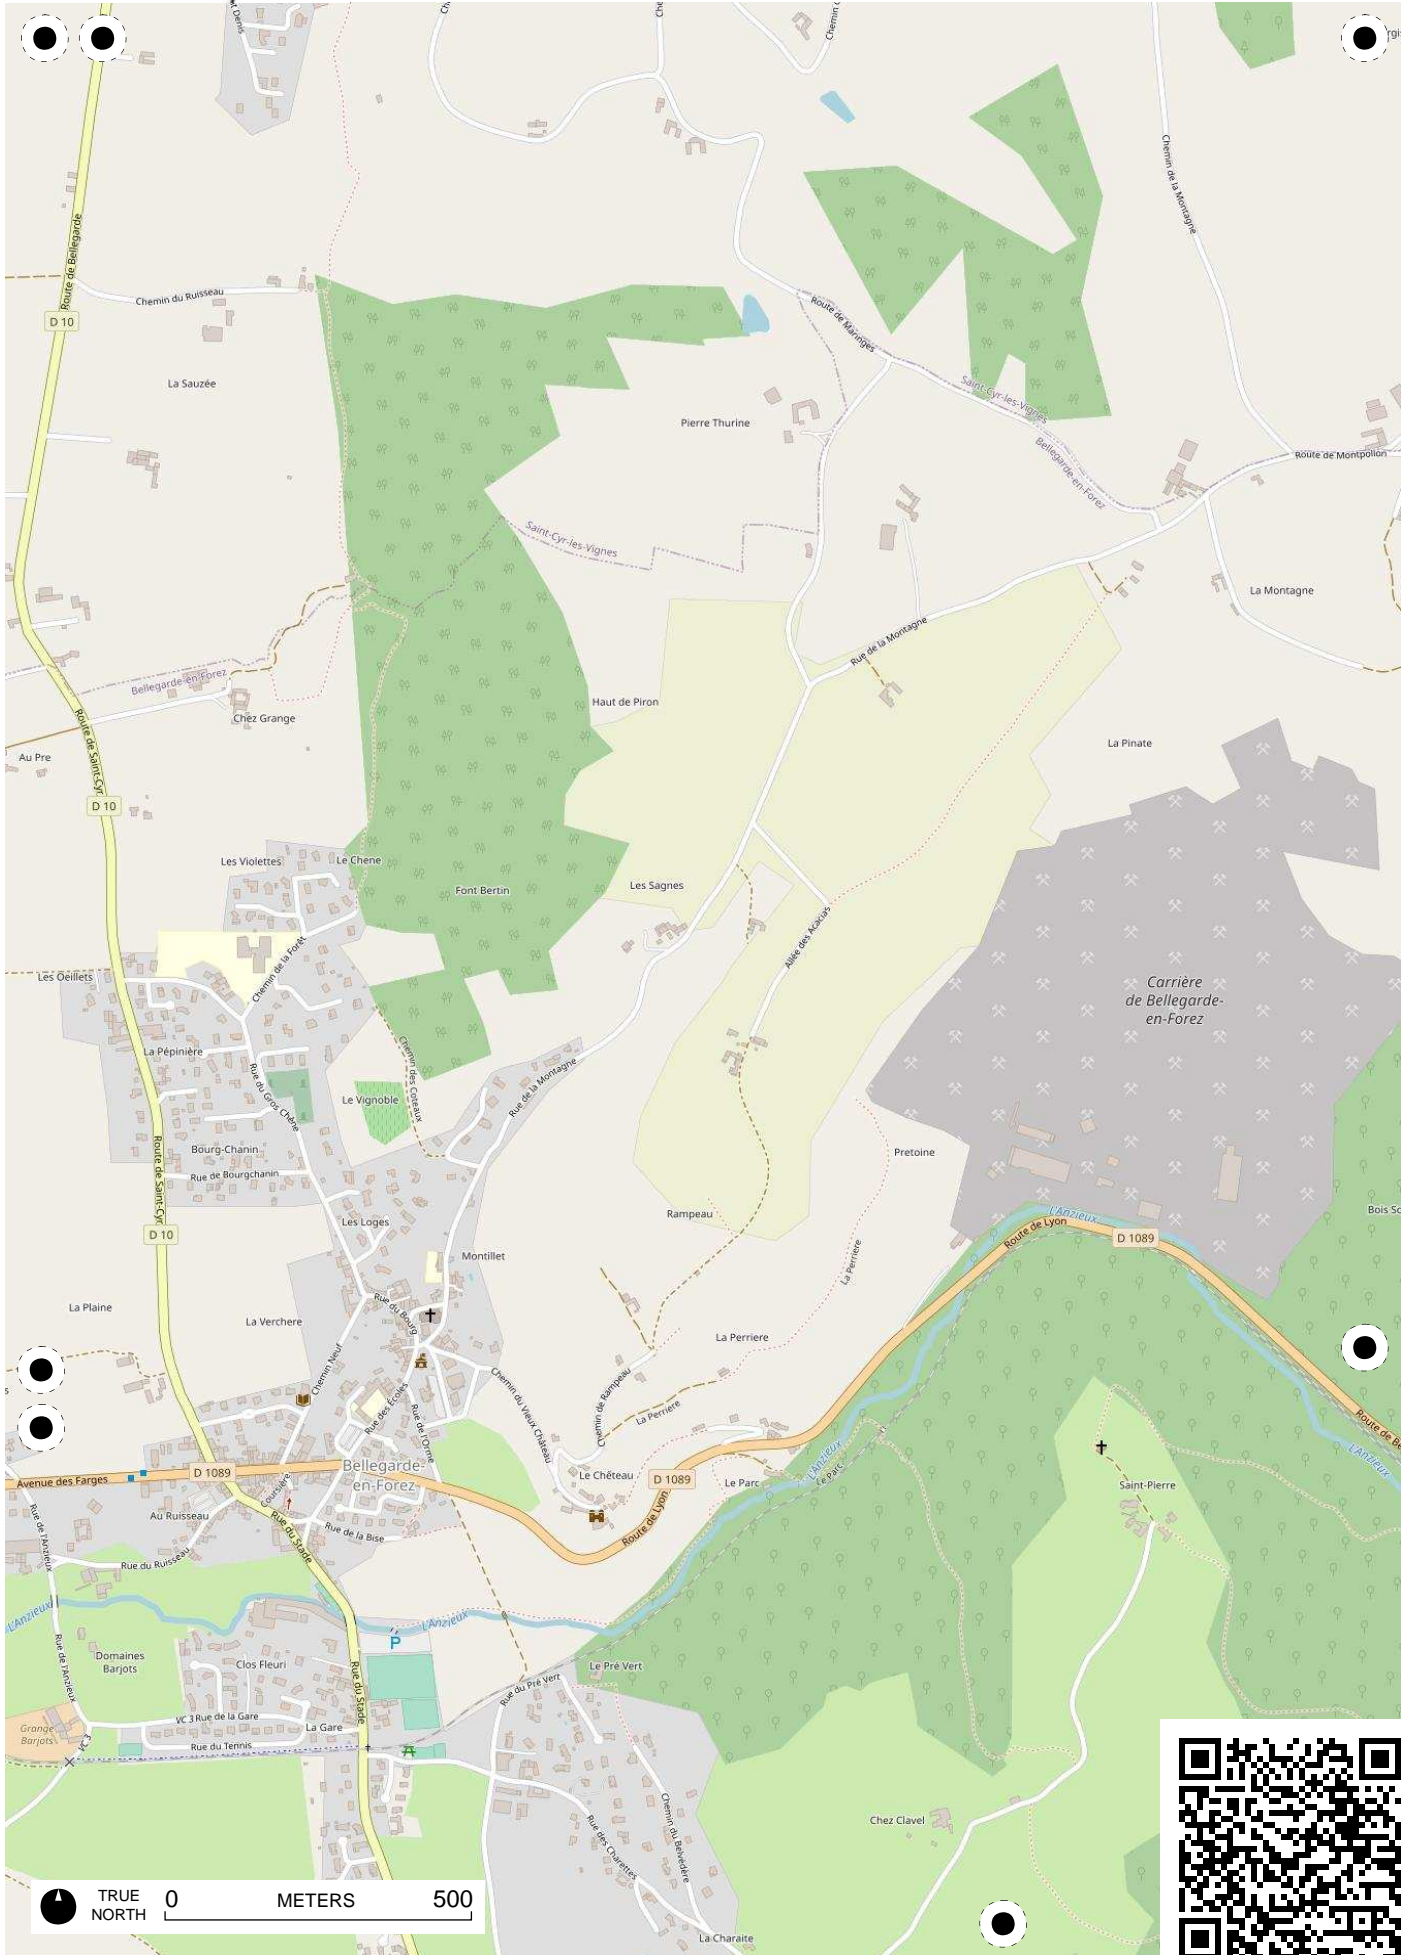 Route de Bellegarde
Chemin de la Montagne
Chemin du Ruisseau
D 10
Route de Maringes
La Sauzée
Saint-Cyr-les-Vignes
Pierre Thurine
Bellegarde-en-Forez
Route de Montpollon
Saint-Cyr-les-Vignes
La Montagne
Rue de la Montagne
Bellegarde-en-Forez
Haut de Piron
Chez Grange
Route de Saint-Cyr
La Pinate
Au Pre
D 10
Les Violettes
Le Chene
Les Sagnes
Font Bertin
Allée des Acacias
Chemin de la Forêt
Les Oeillets
Carrière
de Bellegarde-
en-Forez
La Pépinière
Rue du Gros Chêne
Chemin des Coteaux
Rue de la Montagne
Le Vignoble
Bourg-Chanin
Pretoine
Route de Saint-Cyr
Rue de Bourgchanin
Rampeau
Les Loges
L'Anzieux
Route de Lyon
D 1089
D 10
Montillet
La Perriere
La Plaine
Rue du Bourg
La Verchere
La Perriere
Chemin Neuf
Chemin du Vieux Château
Chemin de Rampeau
Rue des Écoles
Rue de l'Orme
La Perriere
L'Anzieux
L'Anzieux
Bellegarde-
en-Forez
D 1089
Avenue des Farges
Le Chêteau
D 1089
Le Parc
Le Parc
Saint-Pierre
Coursière
Au Ruisseau
Rue du Stade
Rue de la Bise
Route de Lyon
Rue de l'Anzieux
Rue du Ruisseau
L'Anzieux
L'Anzieux
P
Rue de l'Anzieux
Domaines
Barjots
Clos Fleuri
Rue du Stade
Le Pré Vert
Rue du Pré Vert
VC 3 Rue de la Gare
La Gare
Grange
Barjots
VC3
Rue du Tennis
Chez Clavel
Chemin du Belvédère
Rue des Charettes
La Charaite
TRUE
NORTH
0 METERS 500